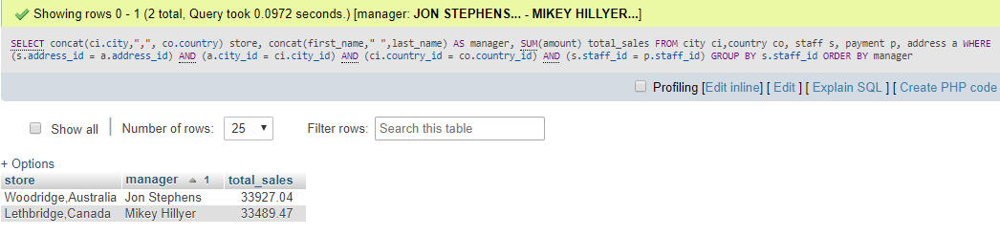 Showing rows 0 - 1 (2 total, Query took 0.0972 seconds.) [manager: JON STEPHENS... - MIKEY HILLYER...]
SELECT concat(ci.city,",", co.country) store, concat(first_name," ",last_name) AS manager, SUM(amount) total_sales FROM city ci,country co, staff s, payment p, address a WHERE
(s.address_id = a.address_id) AND (a.city_id = ci.city_id) AND (ci.country_id = co.country_id) AND (s.staff_id = p.staff_id) GROUP BY s.staff_id ORDER BY manager
Profiling [Edit inline] [ Edit ] [ Explain SQL ] [ Create PHP code
Show all | Number of rows: 25 Filter rows: Search this table
+ Options
store manager 1 total_sales
Woodridge,Australia Jon Stephens 33927.04
Lethbridge,Canada Mikey Hillyer 33489.47